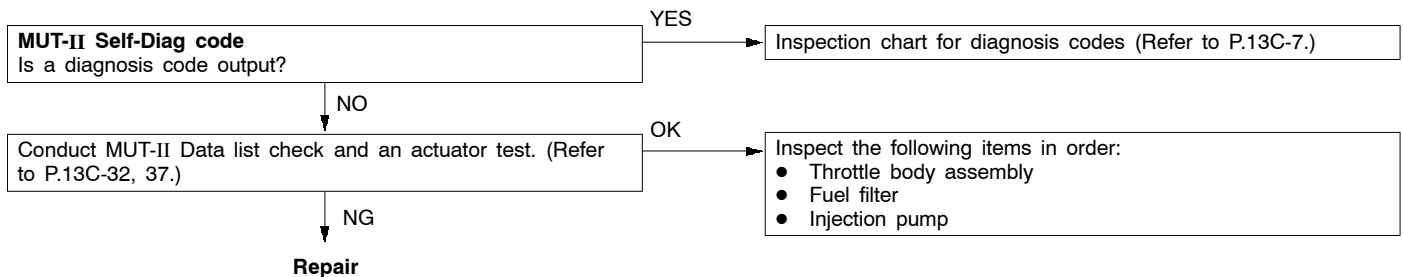 YES
MUT-II Self-Diag code
Is a diagnosis code output?
Inspection chart for diagnosis codes (Refer to P.13C-7.)
NO
OK
Conduct MUT-II Data list check and an actuator test. (Refer
to P.13C-32, 37.)
Inspect the following items in order:
● Throttle body assembly
● Fuel filter
● Injection pump
NG
Repair